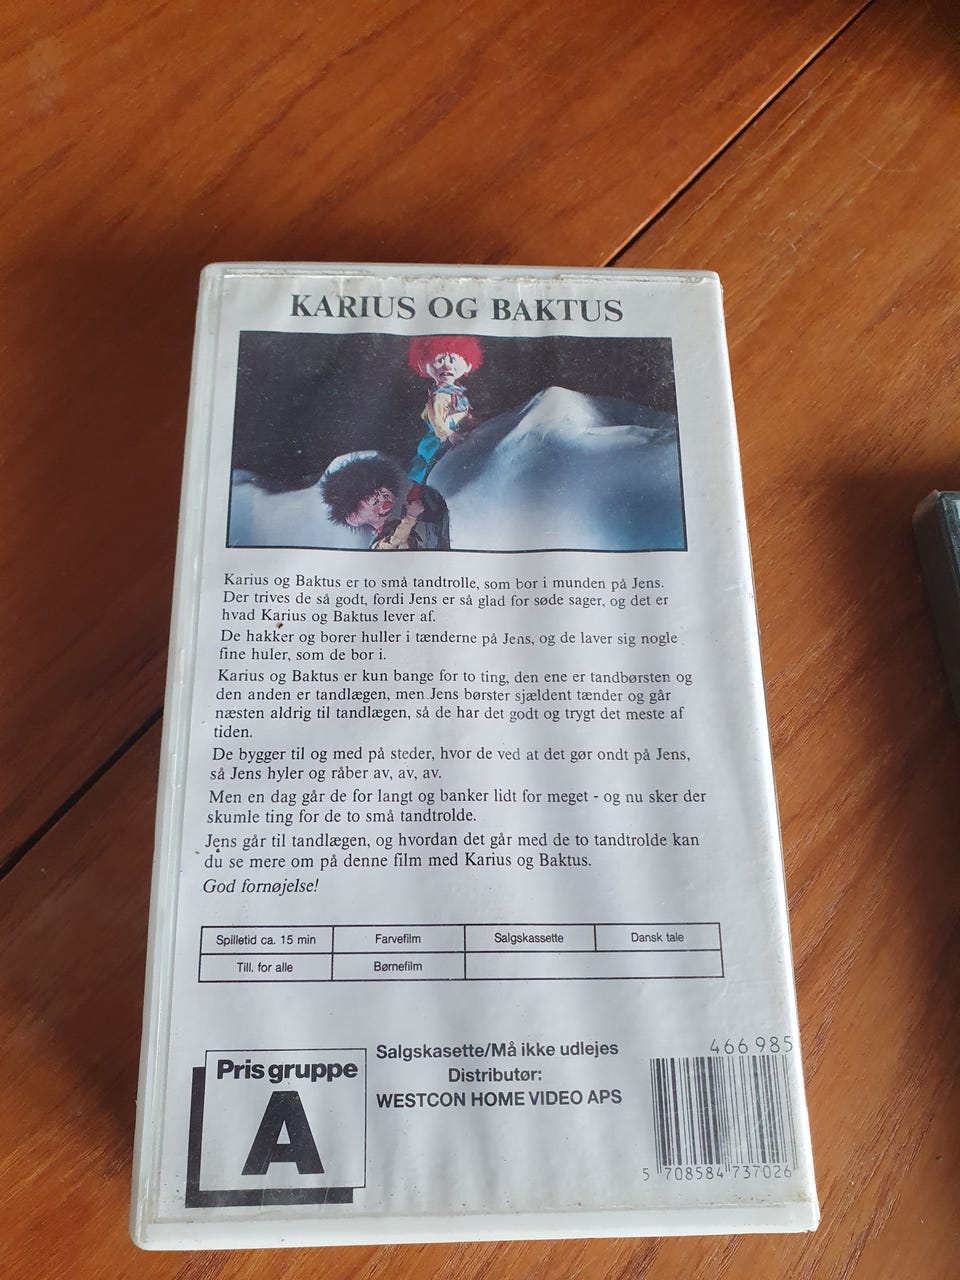 KARIUS OG BAKTUS
Karius og Baktus er to små tandtrolle, som bor i munden på Jens.
Der trives de så godt, fordi Jens er så glad for søde sager, og det er
hvad Karius og Baktus lever af.
De hakker og borer huller i tænderne på Jens, og de laver sig nogle
fine huler, som de bor i.
Karius og Baktus er kun bange for to ting, den ene er tandbørsten og
den anden er tandlægen, men Jens børster sjældent tænder og går
næsten aldrig til tandlægen, så de har det godt og trygt det meste af
tiden.
De bygger til og med på steder, hvor de ved at det gør ondt på Jens,
så Jens hyler og råber av, av, av.
Men en dag går de for langt og banker lidt for meget - og nu sker der
skumle ting for de to små tandtrolde.
Jens går til tandlægen, og hvordan det går med de to tandtrolde kan
du se mere om på denne film med Karius og Baktus.
God fornøjelse!
Spilletid ca. 15 min Farvefilm Salgskassette Dansk tale
Till. for alle Børnefilm
Prisgruppe
A
Salgskasette/Må ikke udlejes
Distributør:
WESTCON HOME VIDEO APS
466985
5 708584 737026